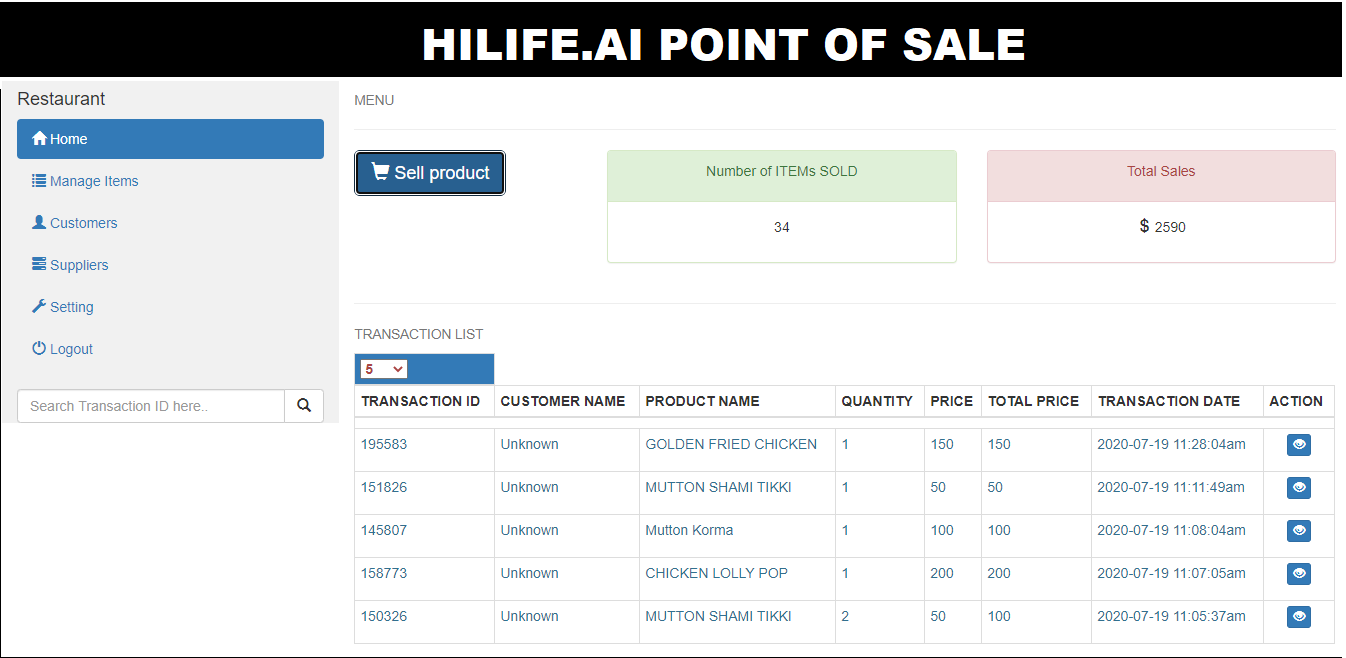 HILIFE.AI POINT OF SALE
Restaurant
Home
Manage Items
Customers
Suppliers
Setting
Logout
Search Transaction ID here..
MENU
Sell product
Number of ITEMs SOLD
34
Total Sales
$ 2590
TRANSACTION LIST
5
TRANSACTION ID CUSTOMER NAME PRODUCT NAME QUANTITY PRICE TOTAL PRICE TRANSACTION DATE ACTION
195583 Unknown GOLDEN FRIED CHICKEN 1 150 150 2020-07-19 11:28:04am
151826 Unknown MUTTON SHAMI TIKKI 1 50 50 2020-07-19 11:11:49am
145807 Unknown Mutton Korma 1 100 100 2020-07-19 11:08:04am
158773 Unknown CHICKEN LOLLY POP 1 200 200 2020-07-19 11:07:05am
150326 Unknown MUTTON SHAMI TIKKI 2 50 100 2020-07-19 11:05:37am